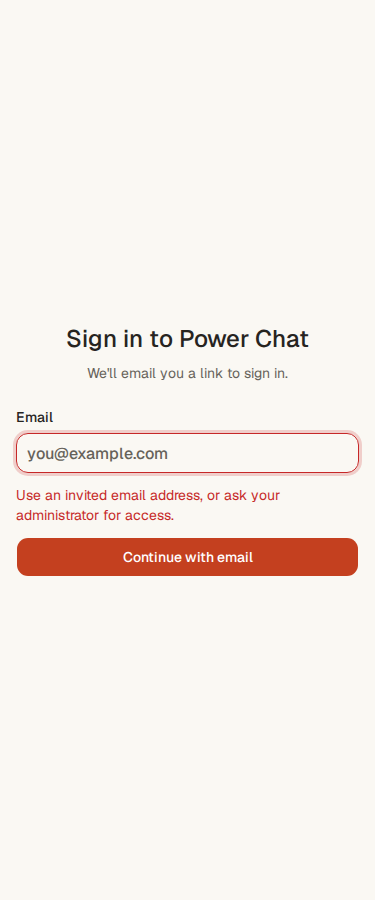 Sign in to Power Chat
We'll email you a link to sign in.
Email
you@example.com
Use an invited email address, or ask your
administrator for access.
Continue with email